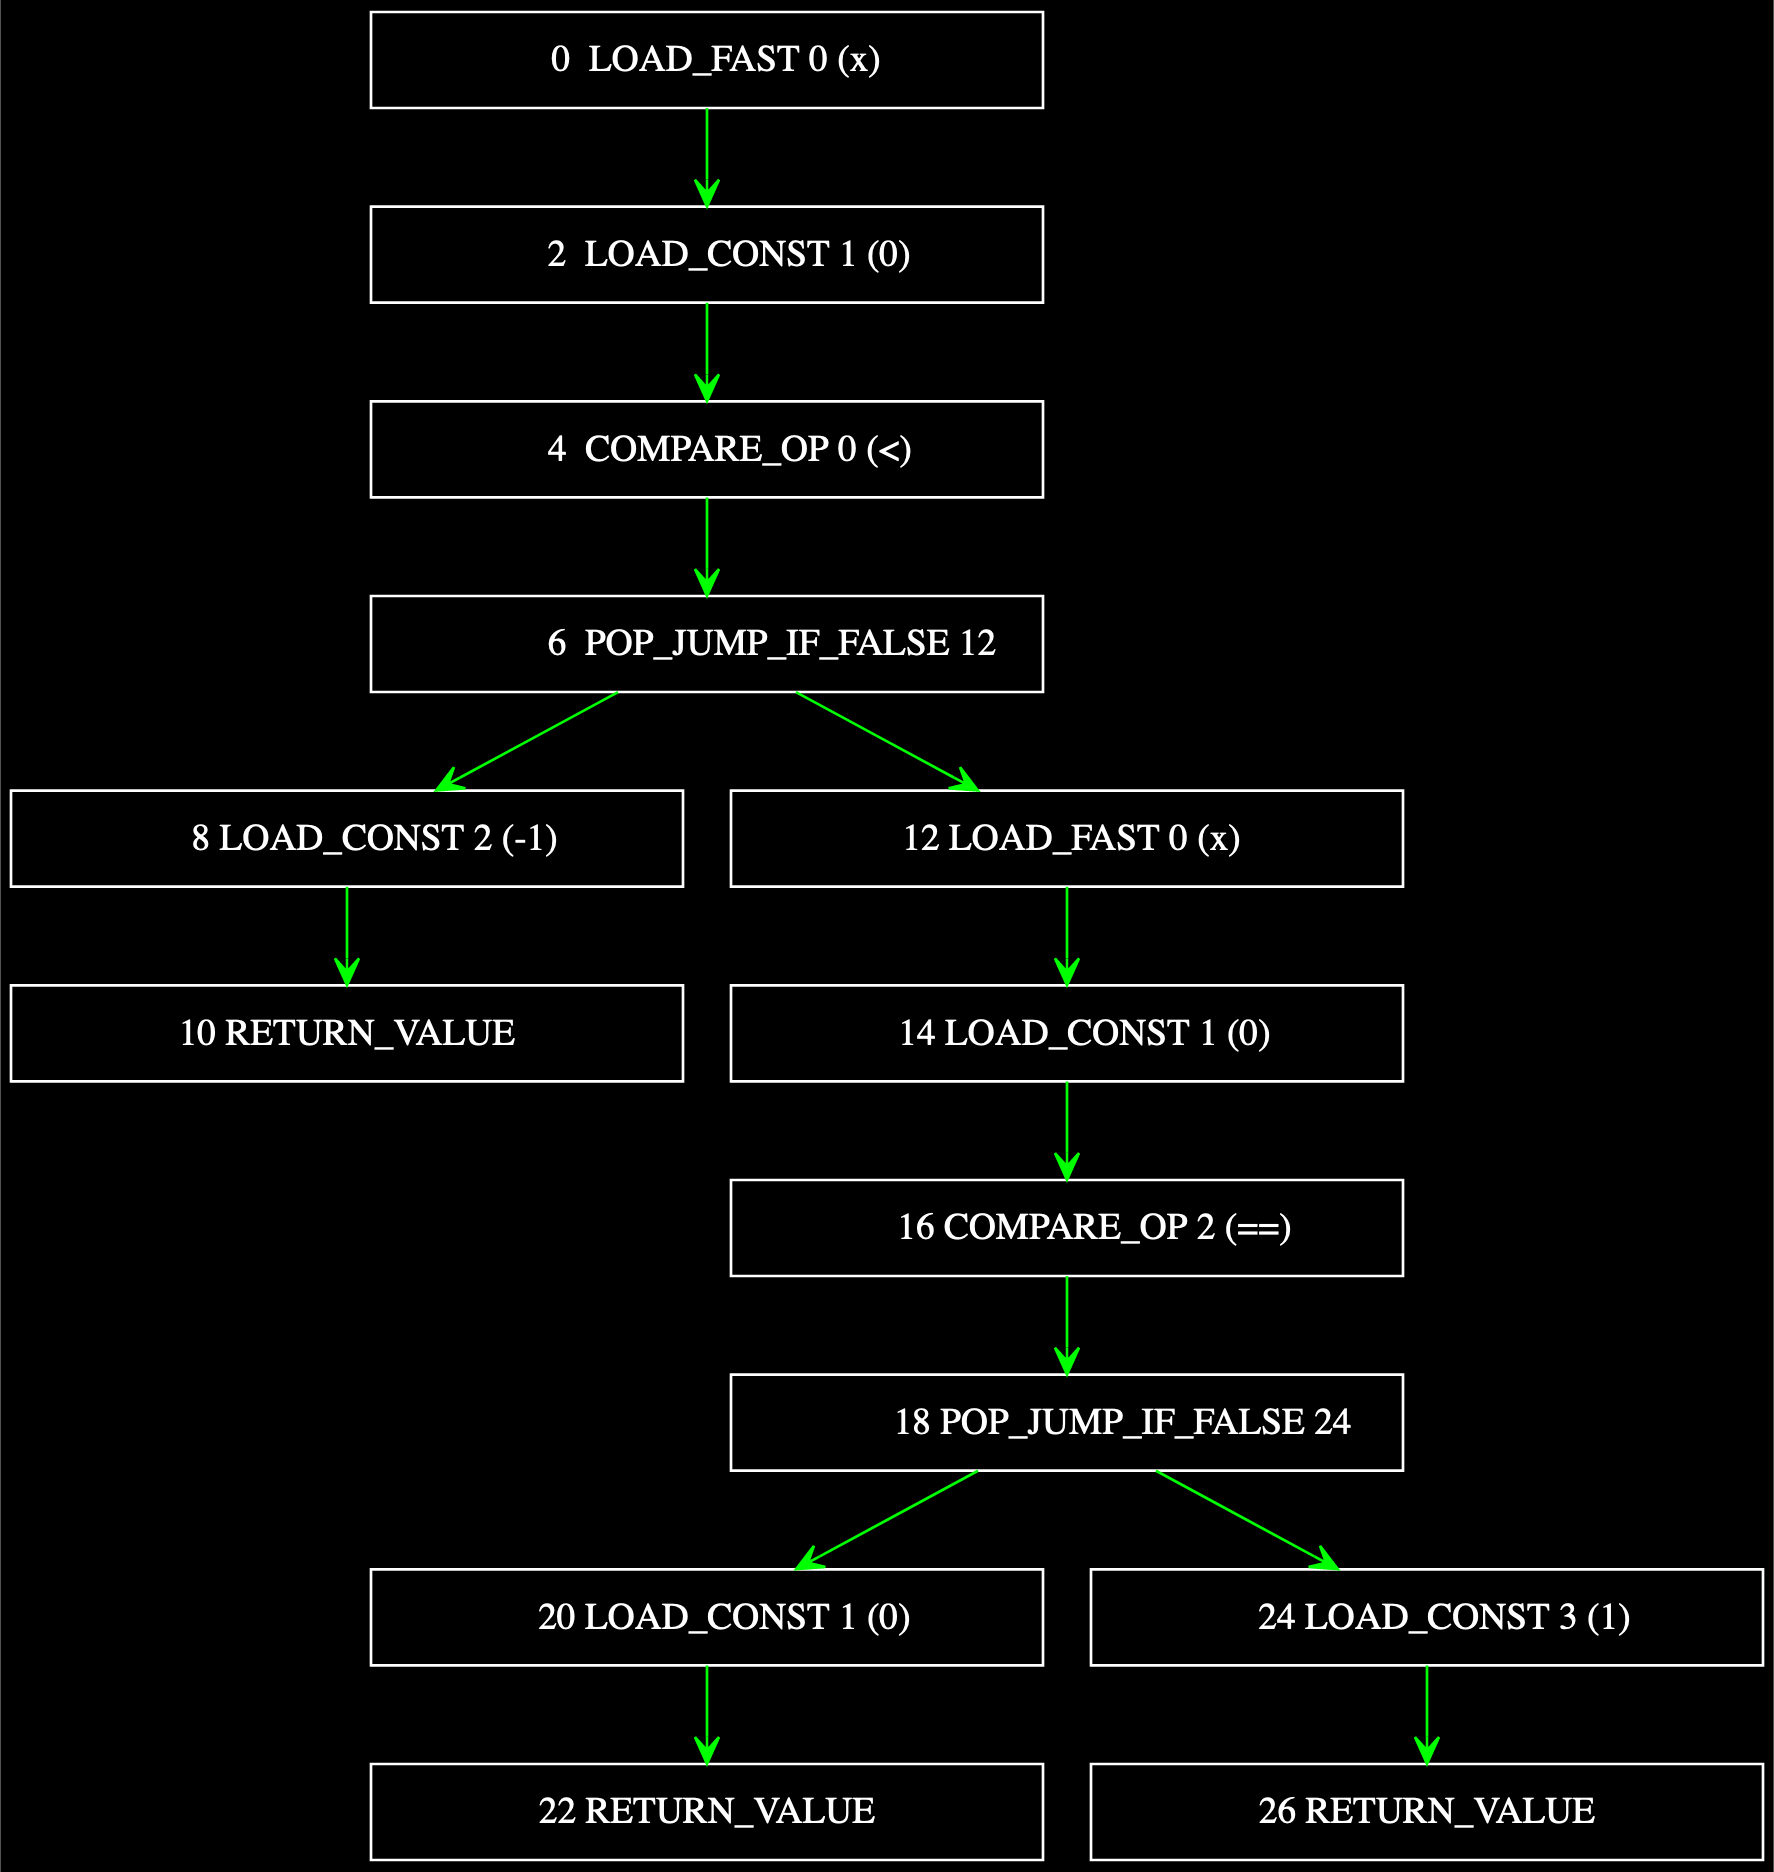 0 LOAD_FAST 0 (x)
2 LOAD_CONST 1 (0)
4 COMPARE_OP 0 (<)
6 POP_JUMP_IF_FALSE 12
8 LOAD_CONST 2 (-1)
12 LOAD_FAST 0 (x)
10 RETURN_VALUE
14 LOAD_CONST 1 (0)
16 COMPARE_OP 2 (==)
18 POP_JUMP_IF_FALSE 24
20 LOAD_CONST 1 (0)
24 LOAD_CONST 3 (1)
22 RETURN_VALUE
26 RETURN_VALUE